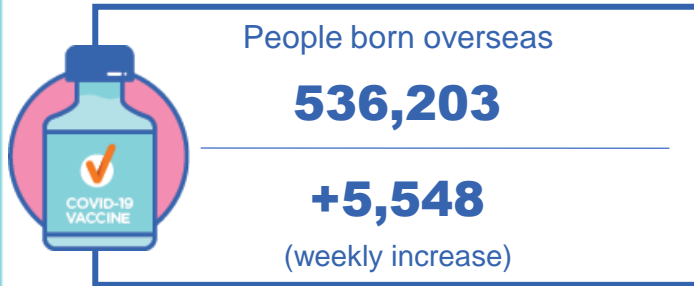 People born overseas
536,203
+5,548
(weekly increase)
COVID-19
VACCINE